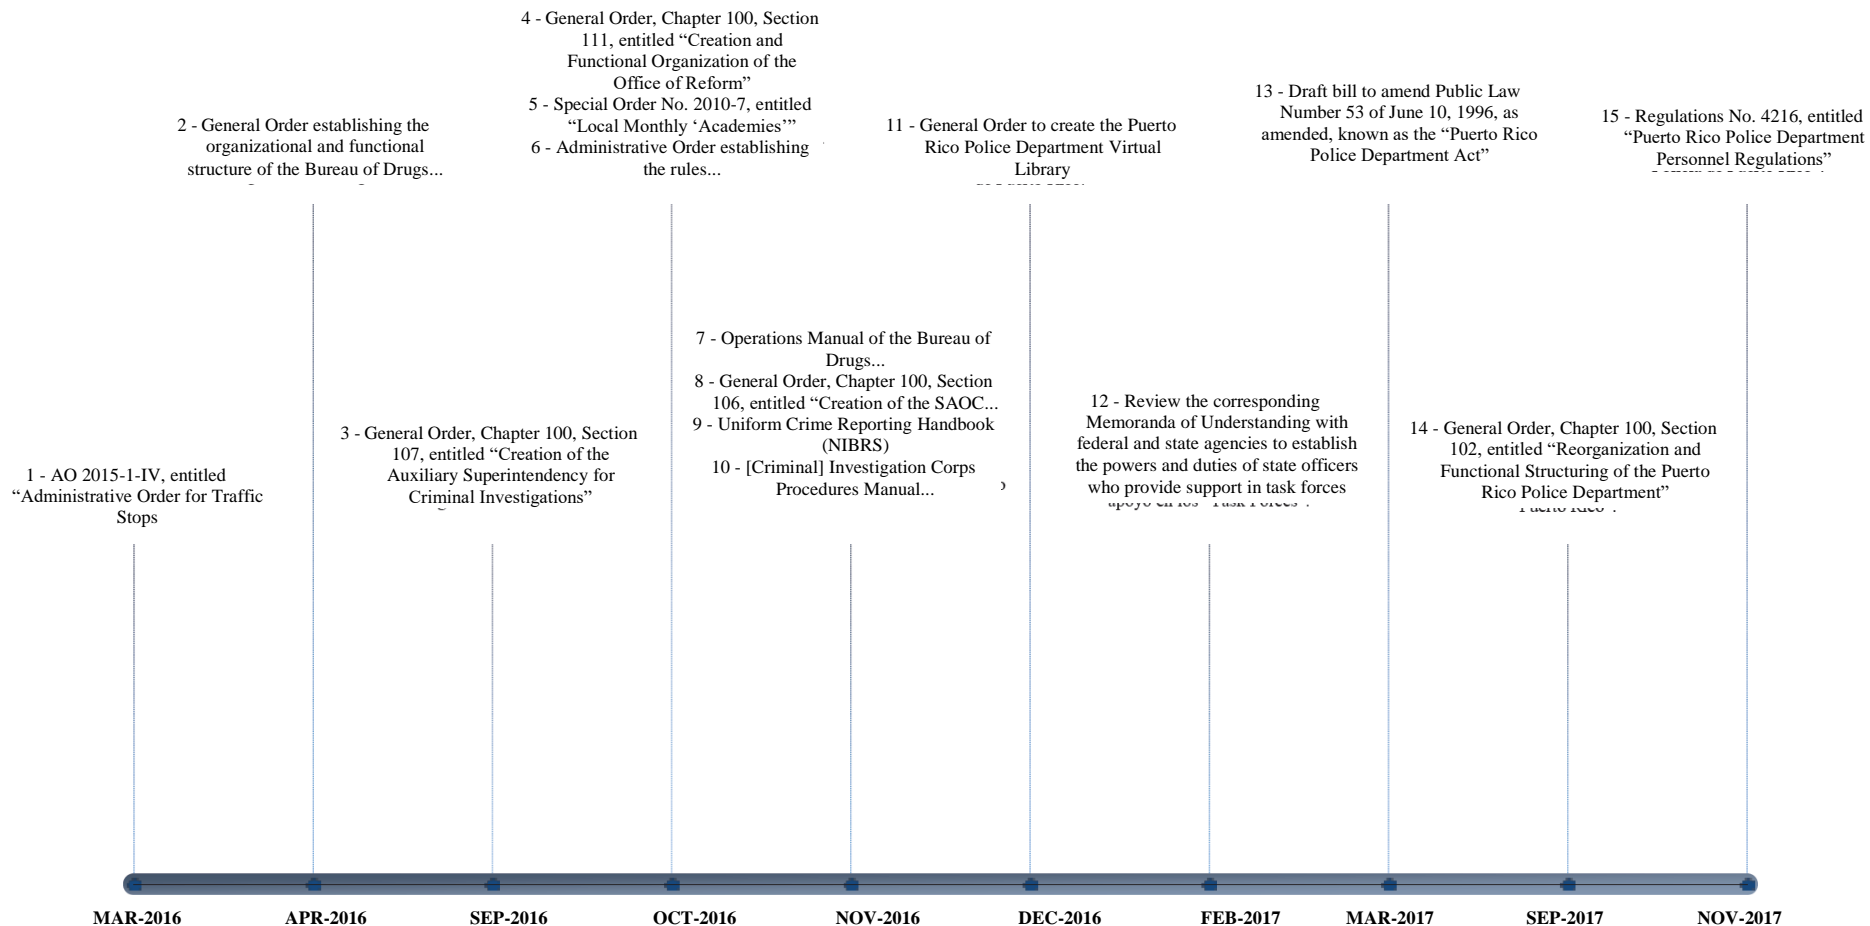 4 - General Order, Chapter 100, Section
111, entitled “Creation and
Functional Organization of the
Office of Reform”
5 - Special Order No. 2010-7, entitled
“Local Monthly ‘Academies’”
6 - Administrative Order establishing
the rules...
2 - General Order establishing the
organizational and functional
structure of the Bureau of Drugs...
11 - General Order to create the Puerto
Rico Police Department Virtual
Library
13 - Draft bill to amend Public Law
Number 53 of June 10, 1996, as
amended, known as the “Puerto Rico
Police Department Act”
15 - Regulations No. 4216, entitled
“Puerto Rico Police Department
Personnel Regulations”
1 - AO 2015-1-IV, entitled
“Administrative Order for Traffic
Stops
3 - General Order, Chapter 100, Section
107, entitled “Creation of the
Auxiliary Superintendency for
Criminal Investigations”
7 - Operations Manual of the Bureau of
Drugs...
8 - General Order, Chapter 100, Section
106, entitled “Creation of the SAOC...
9 - Uniform Crime Reporting Handbook
(NIBRS)
10 - [Criminal] Investigation Corps
Procedures Manual...
12 - Review the corresponding
Memoranda of Understanding with
federal and state agencies to establish
the powers and duties of state officers
who provide support in task forces
apoyo en los “Task Forces”.
14 - General Order, Chapter 100, Section
102, entitled “Reorganization and
Functional Structuring of the Puerto
Rico Police Department”
Puerto Rico”.
MAR-2016 APR-2016 SEP-2016 OCT-2016 NOV-2016 DEC-2016 FEB-2017 MAR-2017 SEP-2017 NOV-2017